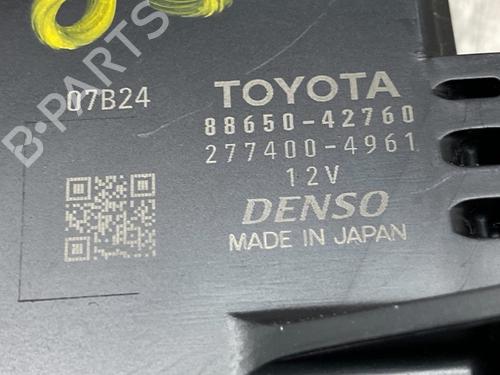 B-PARTS
07B24
TOYOTA
88650-42760
277400-4961
12V
DENSO
MADE IN JAPAN